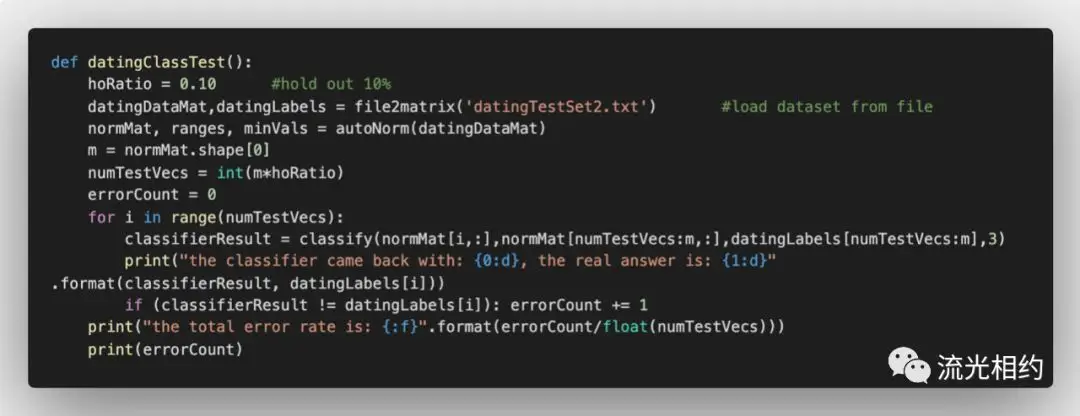 def datingClassTest():
    hoRatio = 0.10      #hold out 10%
    datingDataMat,datingLabels = file2matrix('datingTestSet2.txt')       #load dataset from file
    normMat, ranges, minVals = autoNorm(datingDataMat)
    m = normMat.shape[0]
    numTestVecs = int(m*hoRatio)
    errorCount = 0
    for i in range(numTestVecs):
        classifierResult = classify(normMat[i,:],normMat[numTestVecs:m,:],datingLabels[numTestVecs:m],3)
        print("the classifier came back with: {0:d}, the real answer is: {1:d}"
.format(classifierResult, datingLabels[i]))
        if (classifierResult != datingLabels[i]): errorCount += 1
    print("the total error rate is: {:f}".format(errorCount/float(numTestVecs)))
    print(errorCount)
流光相约